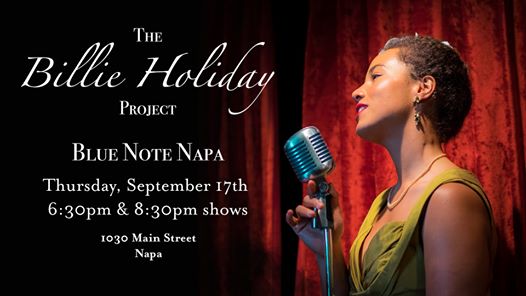 The
Billie Holiday
Project
Blue Note Napa
Thursday, September 17th
6:30pm & 8:30pm shows
1030 Main Street
Napa